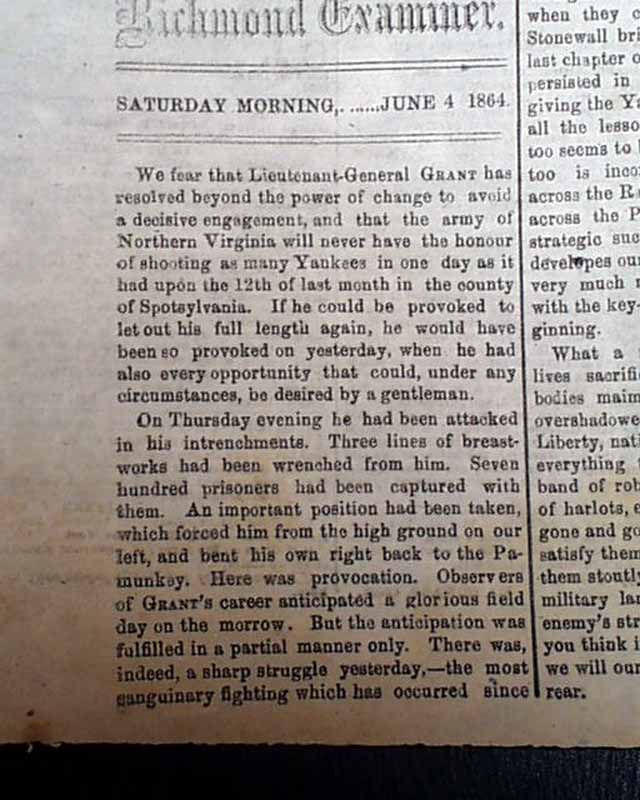 Richmond Examiner.
SATURDAY MORNING,......JUNE 4 1864.
We fear that Lieutenant-General GRANT has
resolved beyond the power of change to avoid
a decisive engagement, and that the army of
Northern Virginia will never have the honour
of shooting as many Yankees in one day as it
had upon the 12th of last month in the county
of Spotsylvania. If he could be provoked to
let out his full length again, he would have
been so provoked on yesterday, when he had
also every opportunity that could, under any
circumstances, be desired by a gentleman.
On Thursday evening he had been attacked
in his intrenchments. Three lines of breast-
works had been wrenched from him. Seven
hundred prisoners had been captured with
them. An important position had been taken,
which forced him from the high ground on our
left, and bent his own right back to the Pa-
munkey. Here was provocation. Observers
of GRANT'S career anticipated a glorious field
day on the morrow. But the anticipation was
fulfilled in a partial manner only. There was,
indeed, a sharp struggle yesterday,—the most
sanguinary fighting which has occurred since
when they
Stonewall
last chapter
persisted in
giving the
all the
too seems to
too is
across the
across the
strategic
developes our
very much
with the key-
ginning.
What a
lives
bodies
overshadowe
Liberty,
everything
band of
of harlots,
gone and
satisfy them
them stoutly
military
enemy's
you think
we will our
rear.